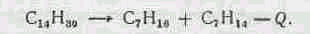 C₁₄H₃₀ ⟶ C₇H₁₆ + C₇H₁₄ — Q.